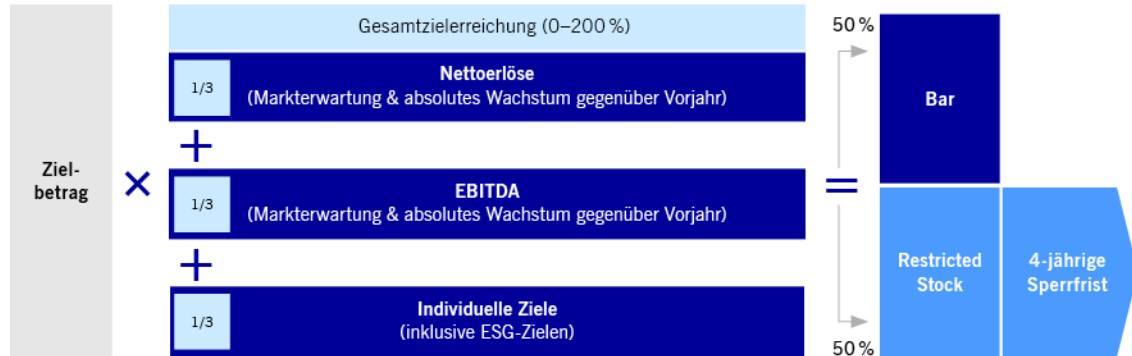 Gesamtzielerreichung (0–200 %)
1/3
Nettoerlöse
(Markterwartung & absolutes Wachstum gegenüber Vorjahr)
+
Ziel-
betrag
×
1/3
EBITDA
(Markterwartung & absolutes Wachstum gegenüber Vorjahr)
+
1/3
Individuelle Ziele
(inklusive ESG-Zielen)
=
50 %
Bar
Restricted
Stock
4-jährige
Sperrfrist
50 %